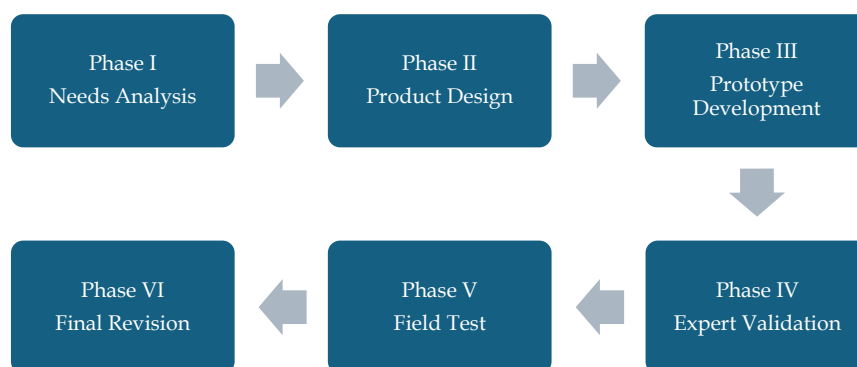 Phase I
Needs Analysis
Phase II
Product Design
Phase III
Prototype
Development
Phase IV
Expert Validation
Phase V
Field Test
Phase VI
Final Revision